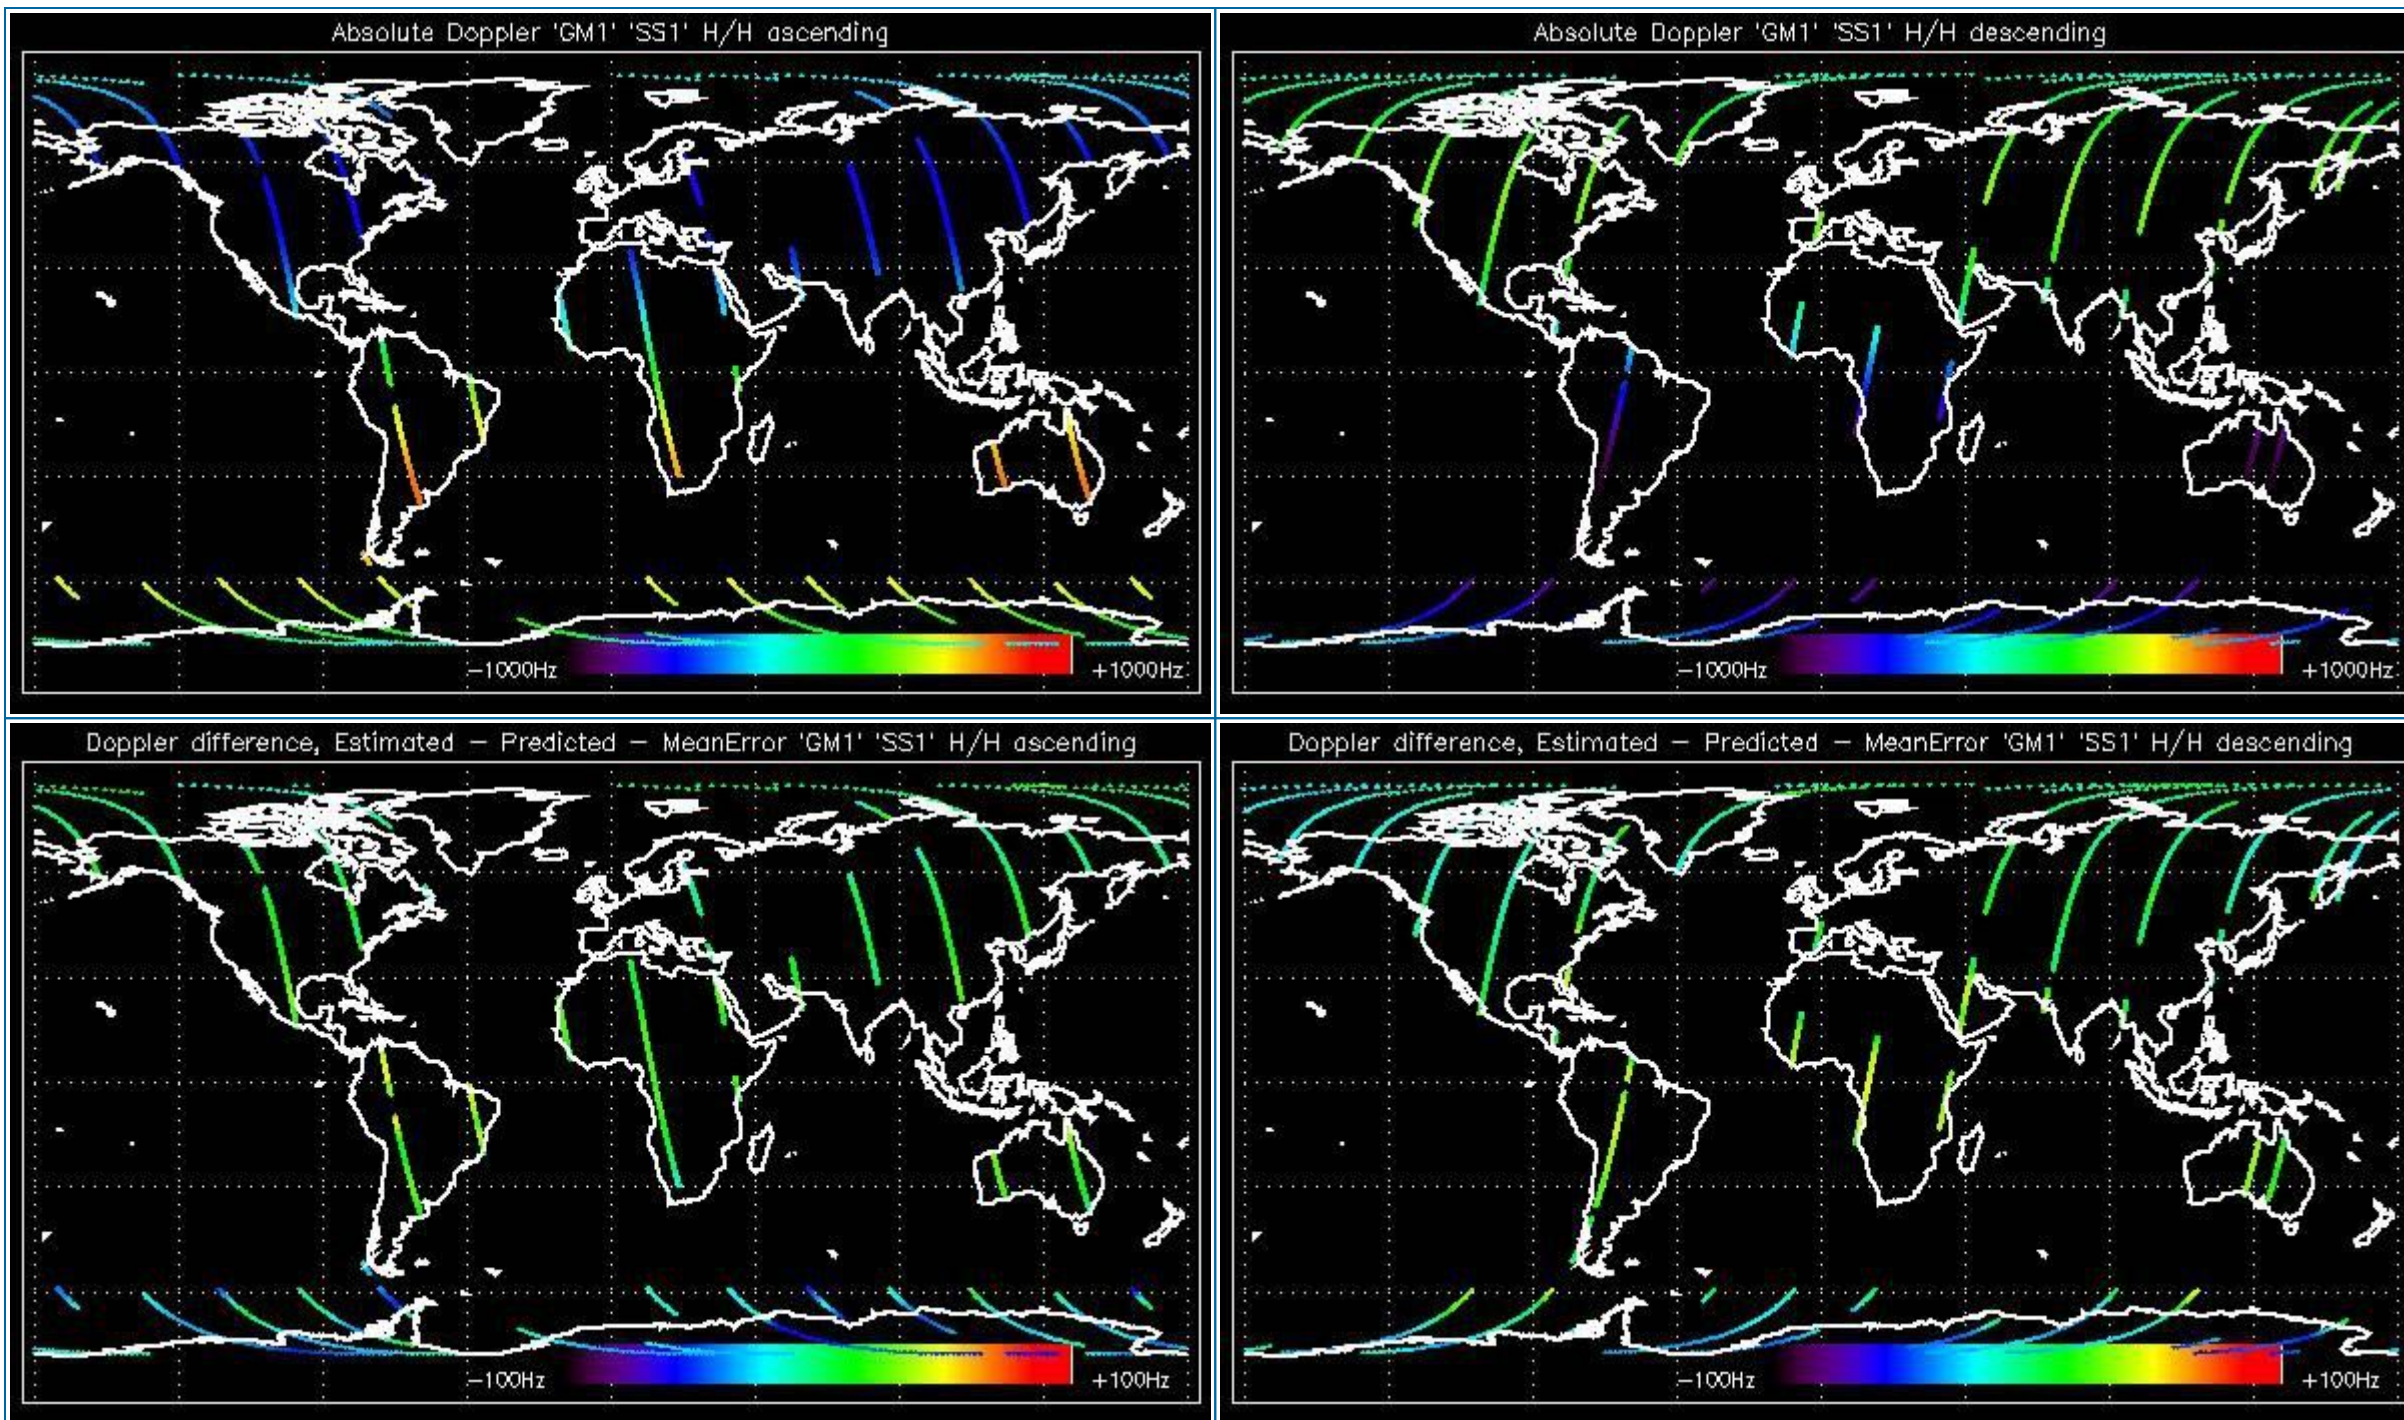 Absolute Doppler 'GM1' 'SS1' H/H ascending
−1000Hz
+1000Hz
Absolute Doppler 'GM1' 'SS1' H/H descending
−1000Hz
+1000Hz
Doppler difference, Estimated − Predicted − MeanError 'GM1' 'SS1' H/H ascending
−100Hz
+100Hz
Doppler difference, Estimated − Predicted − MeanError 'GM1' 'SS1' H/H descending
−100Hz
+100Hz